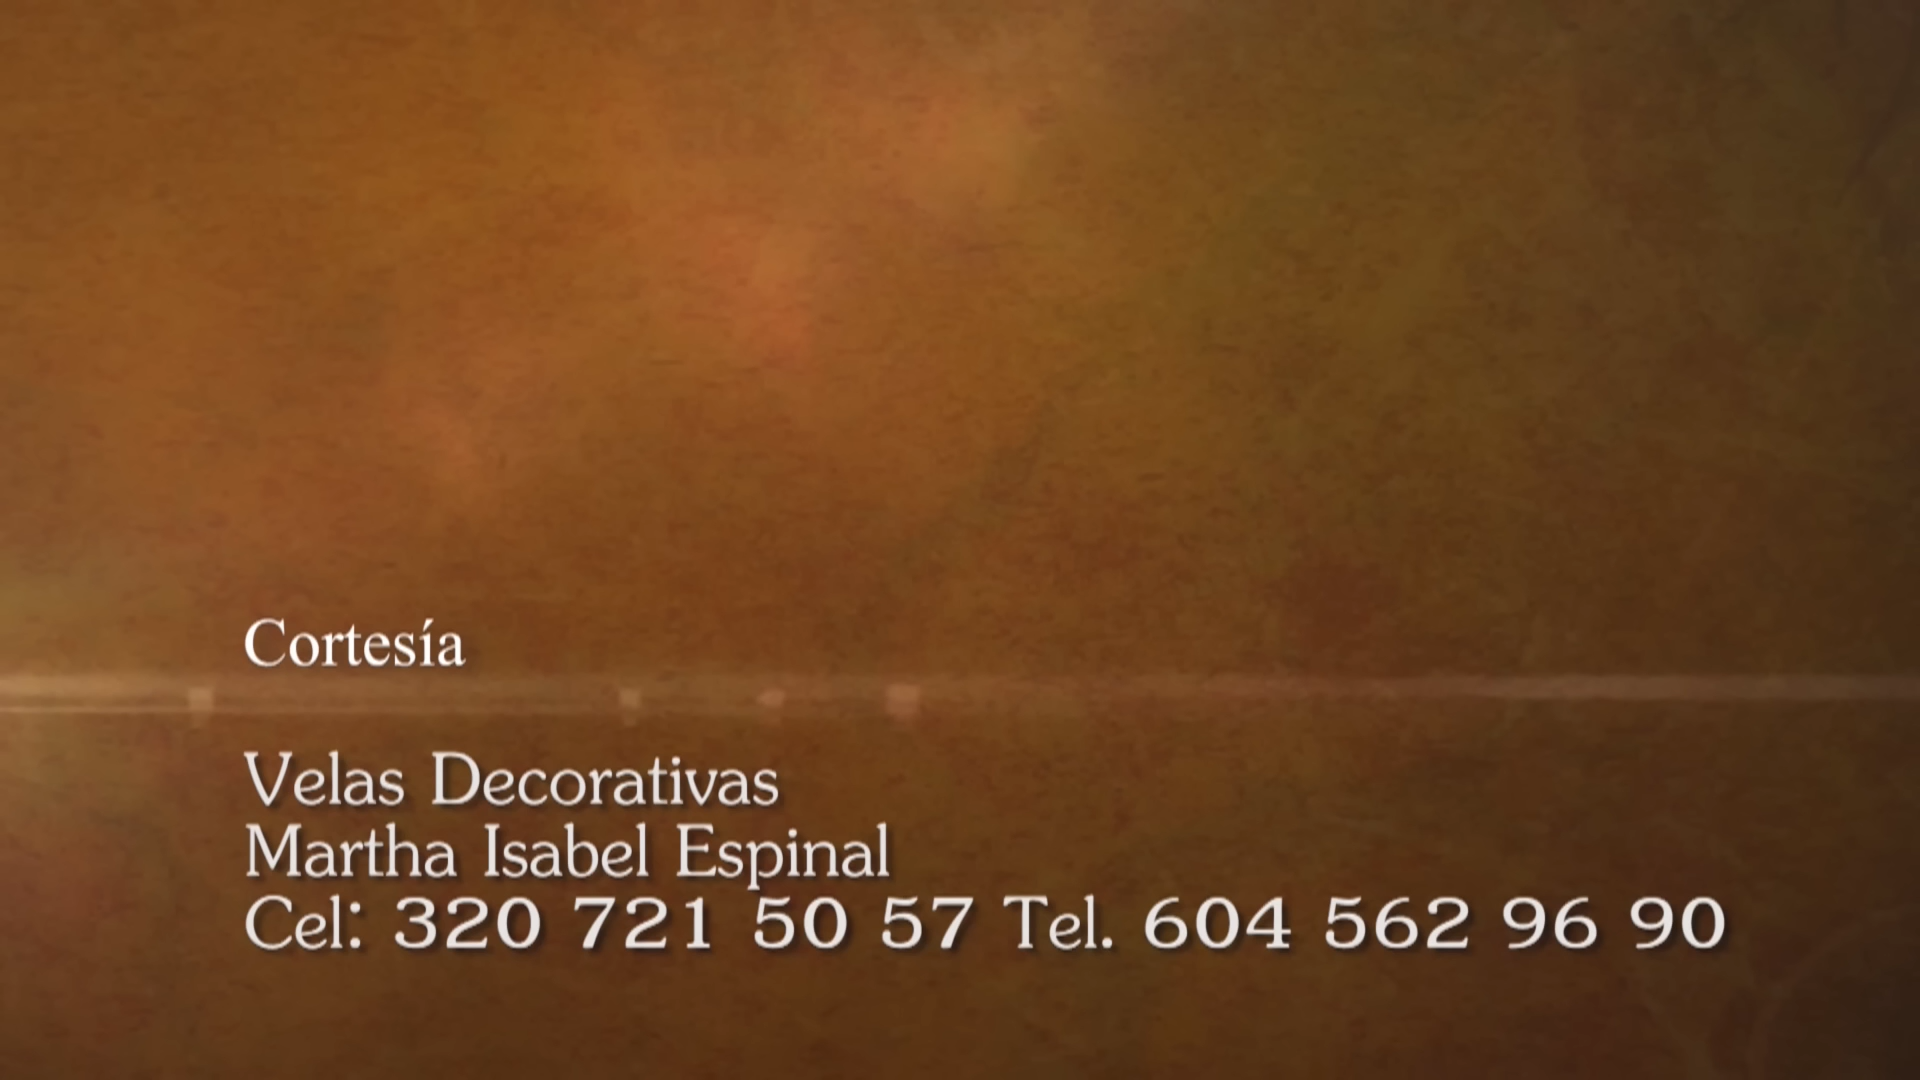 Cortesía
Velas Decorativas
Martha Isabel Espinal
Cel: 320 721 50 57 Tel. 604 562 96 90